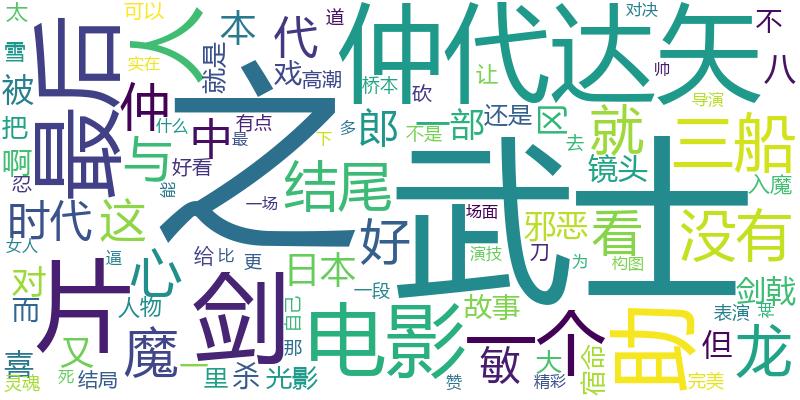 太 可以 道 仲代达矢 对决 不
雪 最后 人 本 代 就是 戏 高潮 帅 八
实在 桥本 砍 让 导演
被 仲 之 中 有点 郎 一部 还是 区 就 三船
把 什么 最 多 不是 去
啊 与 好看 下 武士 镜头 入魔
忍 能 一场 结尾 场面 邪恶 看 没有
时代 这 好 演技 刀
女人 逼 给 比 更 日本 为 构图
对 片 心 剑 一段 故事 剑戟
而 人物 自己 电影 一个 助 表演 差
魔 那 敏 大 宿命 但 龙
喜 又 一 里 杀 光影
灵魂 死 结局 赞 精彩 完美